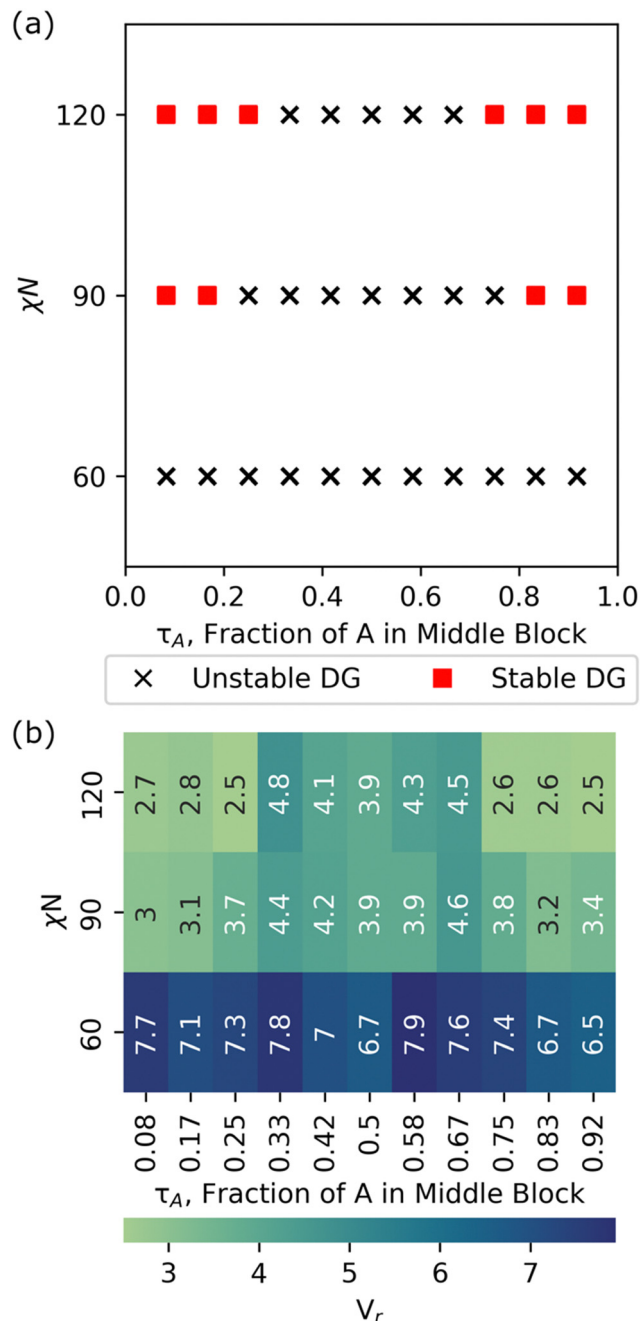 (a)
120
90
60
χN
0.0 0.2 0.4 0.6 0.8 1.0
τA, Fraction of A in Middle Block
Unstable DG Stable DG
(b)
120 2.7 2.8 2.5 4.8 4.1 3.9 4.3 4.5 2.6 2.6 2.5
90 3 3.1 3.7 4.4 4.2 3.9 3.9 4.6 3.8 3.2 3.4
60 7.7 7.1 7.3 7.8 7 6.7 7.9 7.6 7.4 6.7 6.5
χN
0.08 0.17 0.25 0.33 0.42 0.5 0.58 0.67 0.75 0.83 0.92
τA, Fraction of A in Middle Block
3 4 5 6 7
Vr